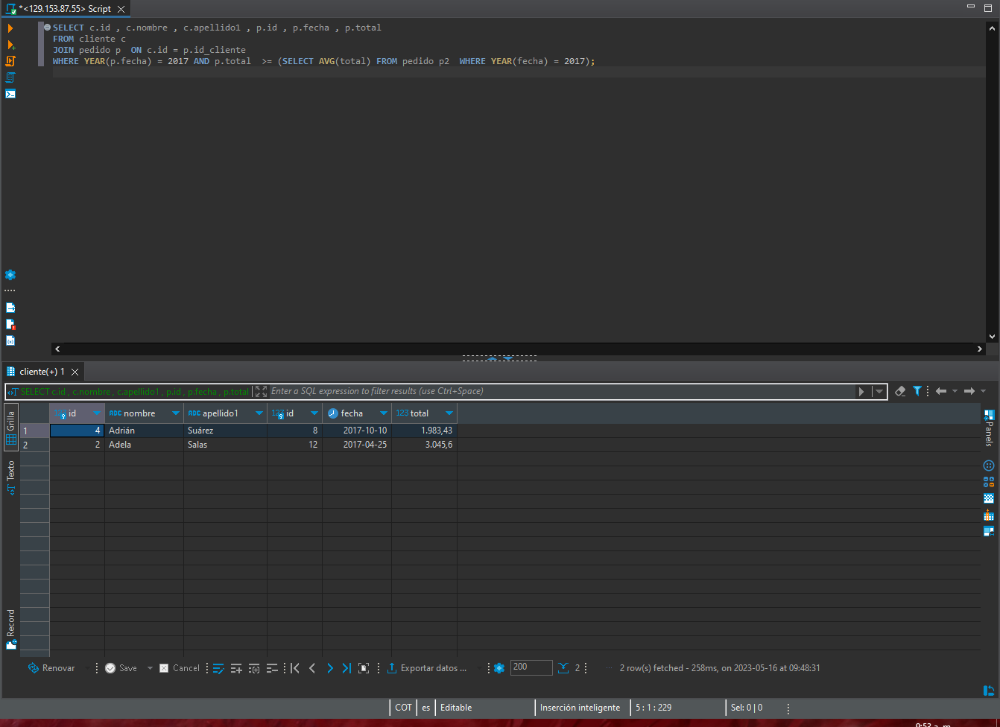 *<129.153.87.55> Script
SELECT c.id , c.nombre , c.apellido1 , p.id , p.fecha , p.total
FROM cliente c
JOIN pedido p  ON c.id = p.id_cliente
WHERE YEAR(p.fecha) = 2017 AND p.total  >= (SELECT AVG(total) FROM pedido p2  WHERE YEAR(fecha) = 2017);
cliente(+) 1
SELECT c.id , c.nombre , c.apellido1 , p.id , p.fecha , p.total
Enter a SQL expression to filter results (use Ctrl+Space)
Grilla
Texto
Record
Panels
123 id ABC nombre ABC apellido1 123 id fecha 123 total
1 4 Adrián Suárez 8 2017-10-10 1.983,43
2 2 Adela Salas 12 2017-04-25 3.045,6
Renovar Save Cancel Exportar datos ... 200 2 2 row(s) fetched - 258ms, on 2023-05-16 at 09:48:31
COT es Editable Inserción inteligente 5 : 1 : 229 Sel: 0 | 0